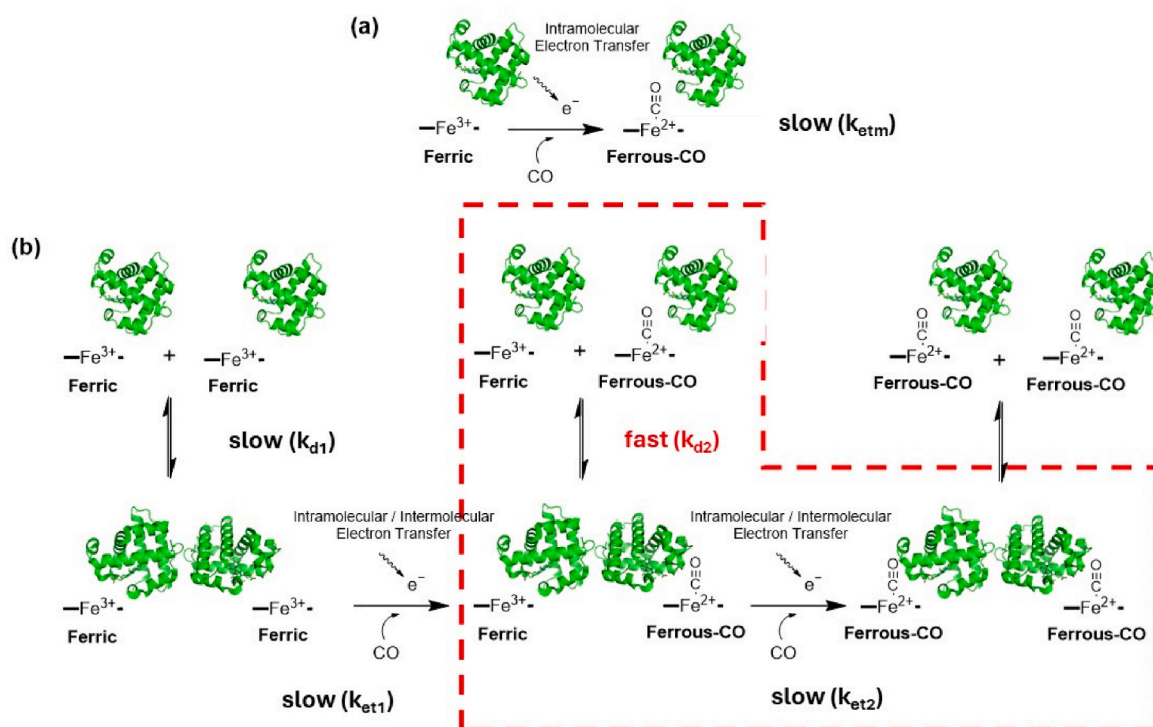 (a)
Intramolecular
Electron Transfer
e⁻
O
C
Fe³⁺
Fe²⁺
slow (kₑₜₘ)
Ferric
Ferrous-CO
CO
(b)
O
C
O
C
O
C
Fe³⁺ + Fe³⁺
Fe³⁺ + Fe²⁺
Fe²⁺ + Fe²⁺
Ferric
Ferric
Ferric
Ferrous-CO
Ferrous-CO
Ferrous-CO
slow (k_d1)
fast (k_d2)
Intramolecular / Intermolecular
Electron Transfer
Intramolecular / Intermolecular
Electron Transfer
e⁻
e⁻
O
C
O
C
O
C
Fe³⁺
Fe³⁺
Fe³⁺
Fe²⁺
Fe²⁺
Fe²⁺
Ferric
Ferric
CO
Ferric
Ferrous-CO
CO
Ferrous-CO
Ferrous-CO
slow (k_et1)
slow (k_et2)